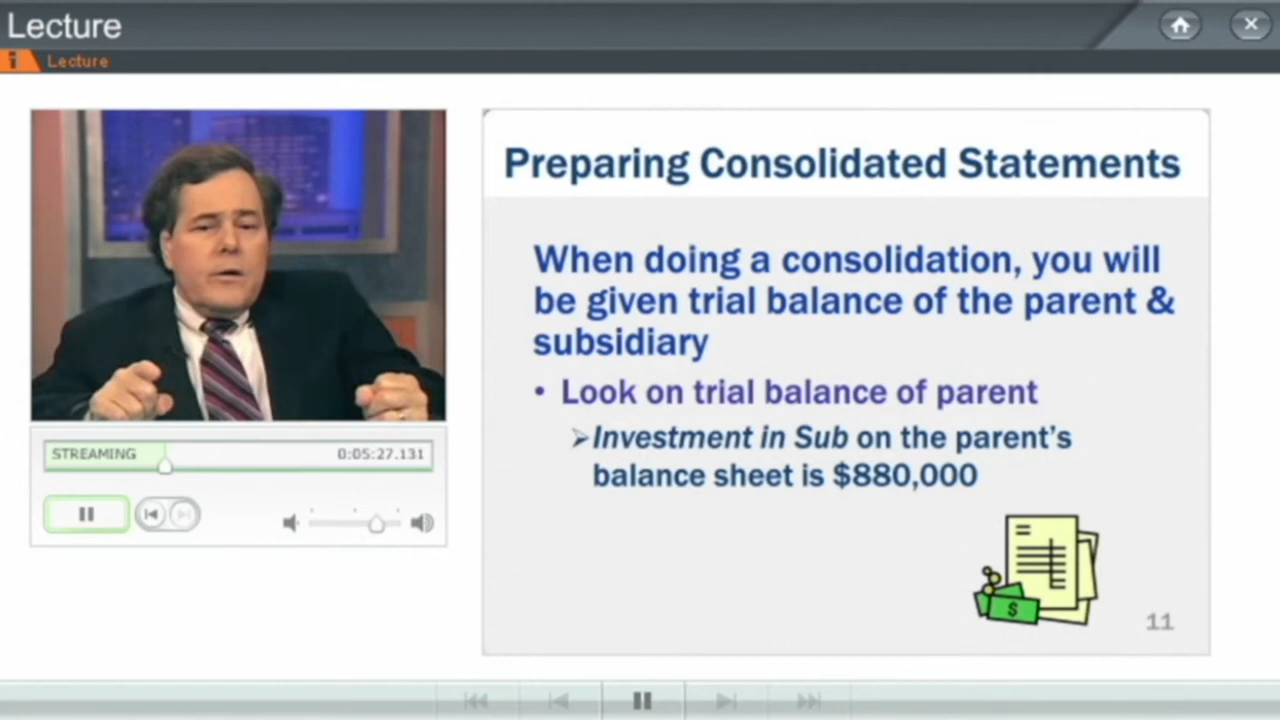 Lecture
i Lecture
Preparing Consolidated Statements
When doing a consolidation, you will
be given trial balance of the parent &
subsidiary
• Look on trial balance of parent
➢Investment in Sub on the parent's
balance sheet is $880,000
$
11
STREAMING 0:05:27.131